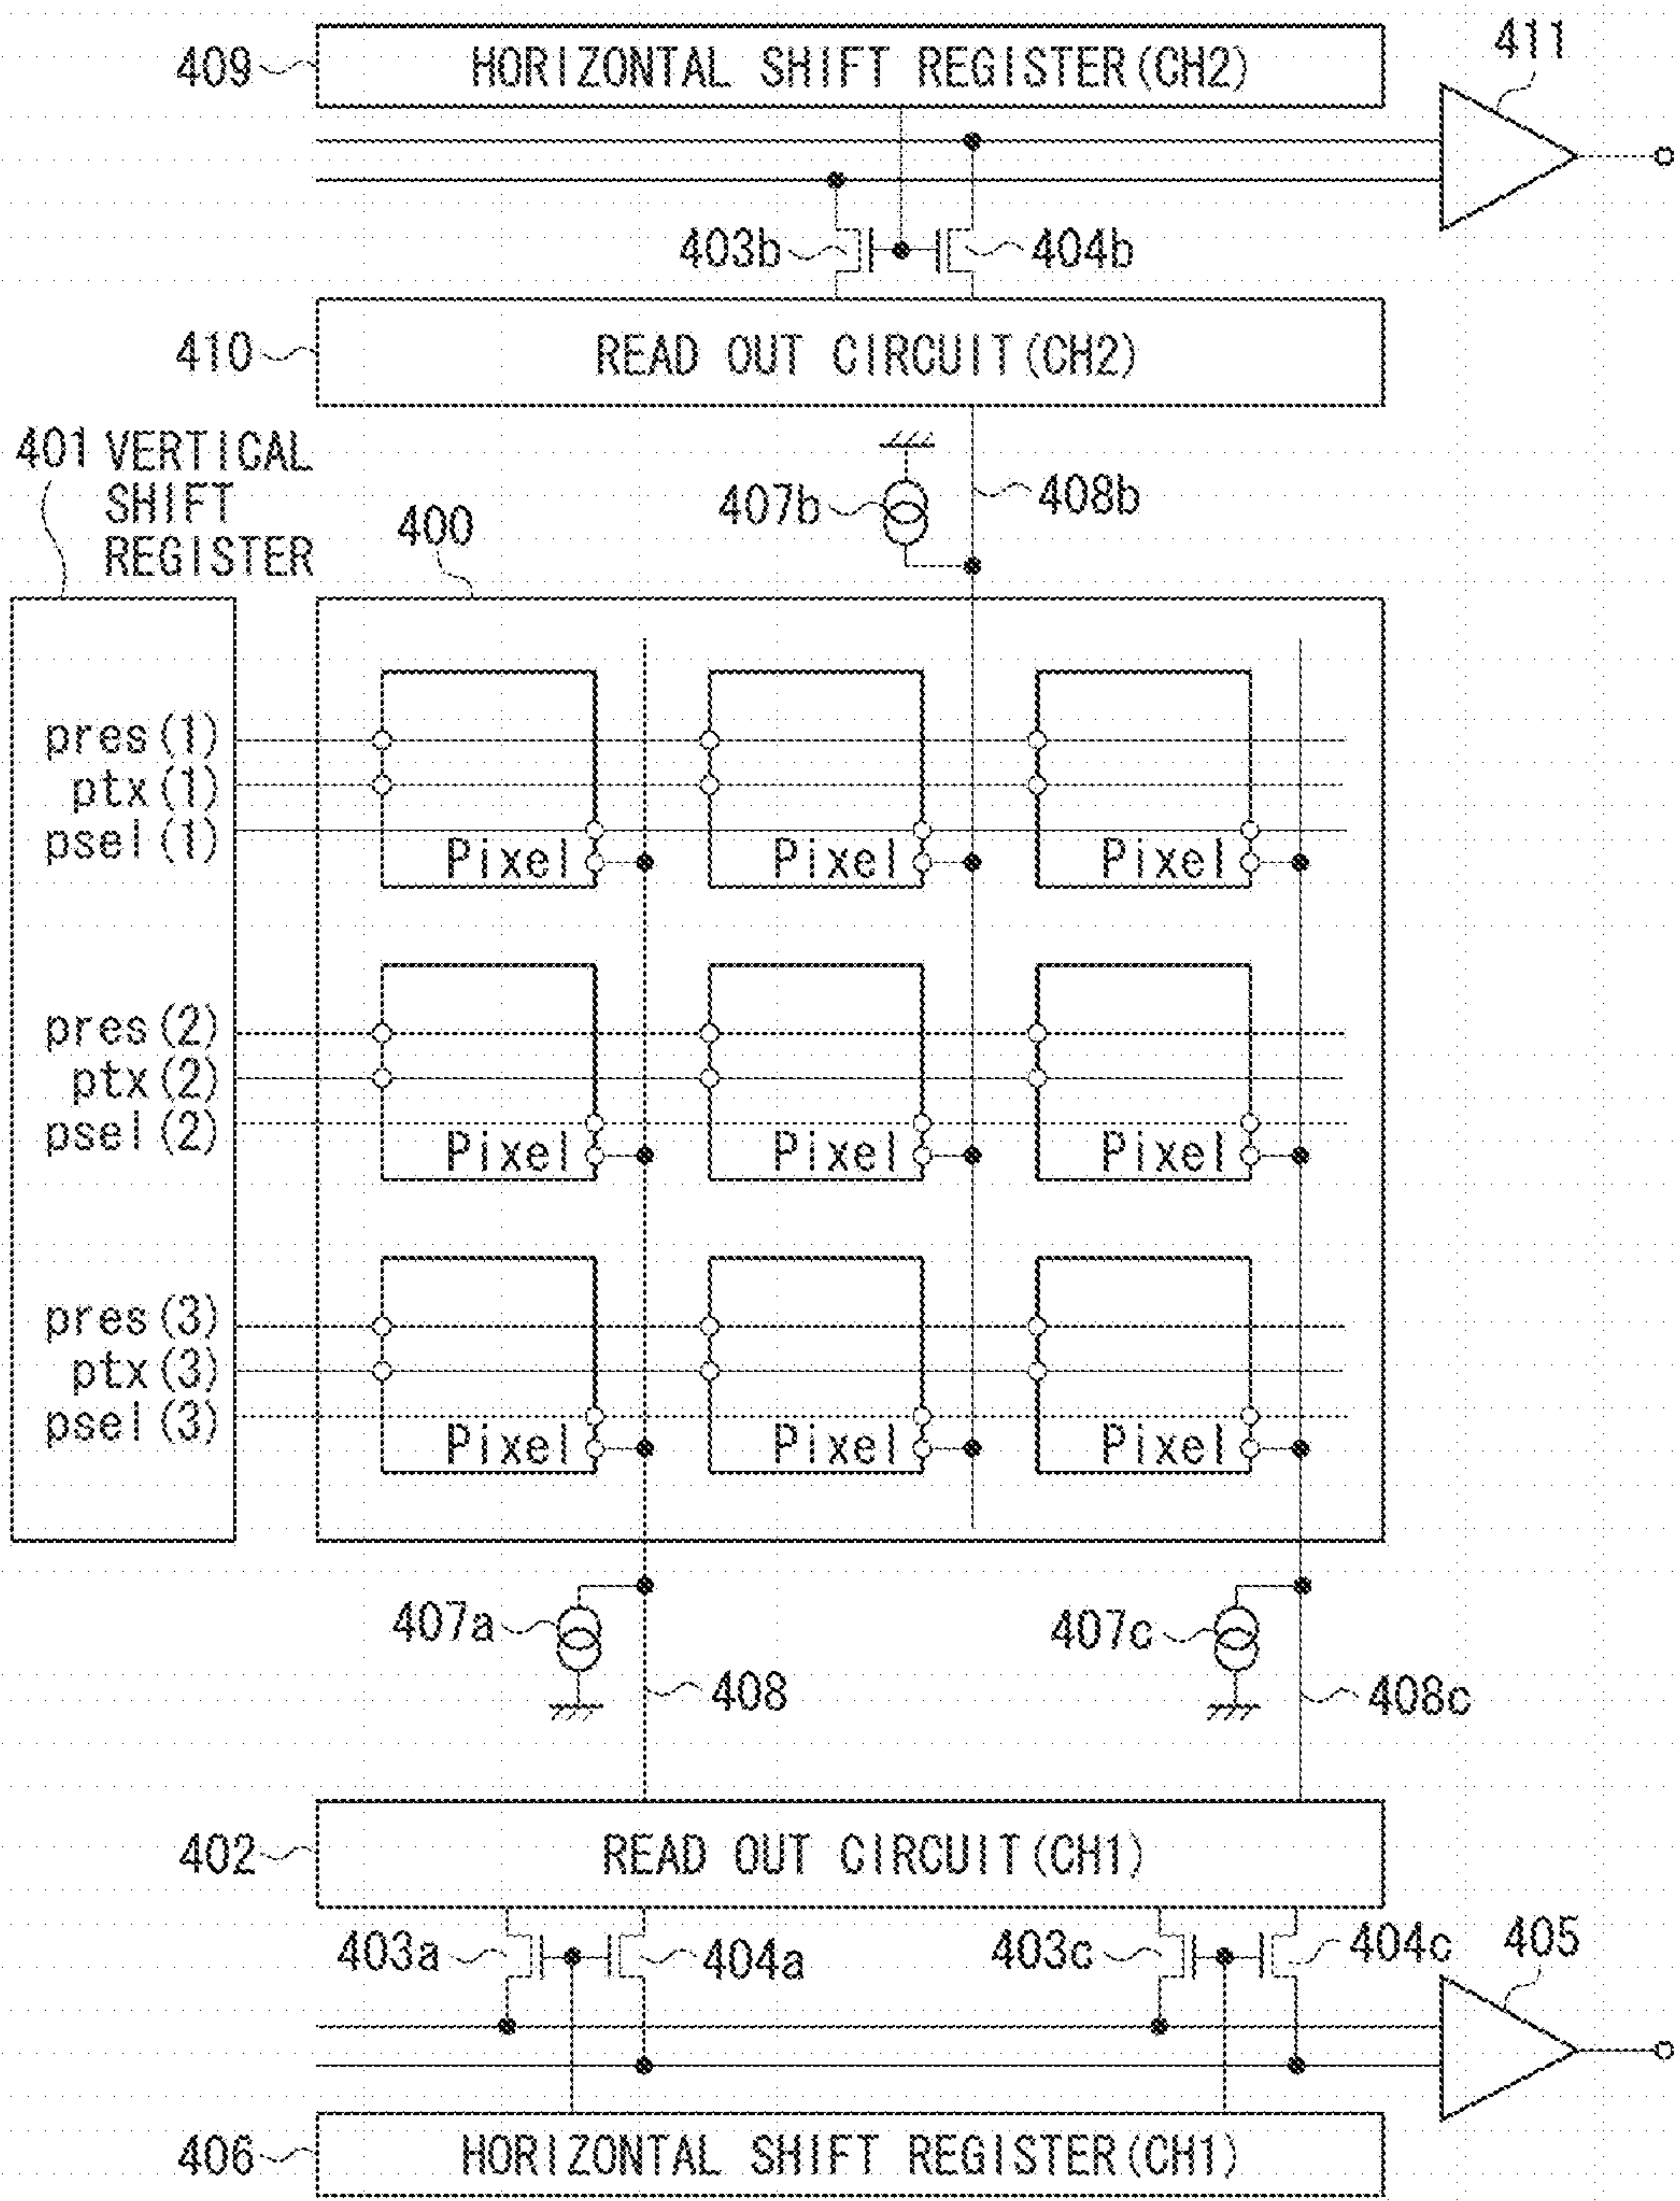 409 HORIZONTAL SHIFT REGISTER(CH2) 411
403b 404b
410 READ OUT CIRCUIT(CH2)
401 VERTICAL
SHIFT
REGISTER
400
407b 408b
pres(1)
ptx(1)
psel(1)
Pixel Pixel Pixel
pres(2)
ptx(2)
psel(2)
Pixel Pixel Pixel
pres(3)
ptx(3)
psel(3)
Pixel Pixel Pixel
407a 407c
408 408c
402 READ OUT CIRCUIT(CH1)
403a 404a 403c 404c 405
406 HORIZONTAL SHIFT REGISTER(CH1)